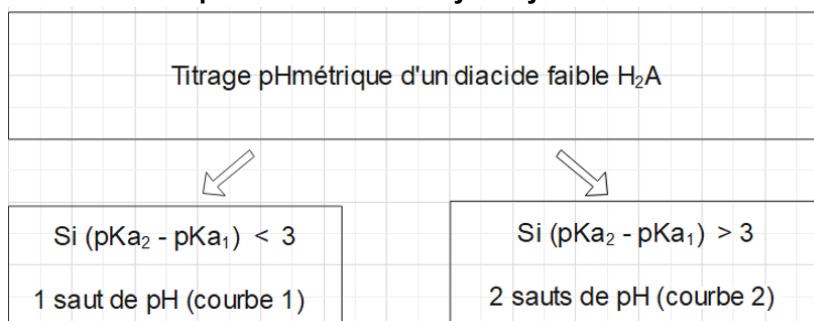 Titrage pHmétrique d'un diacide faible H₂A
Si (pKa₂ - pKa₁) < 3
1 saut de pH (courbe 1)
Si (pKa₂ - pKa₁) > 3
2 sauts de pH (courbe 2)